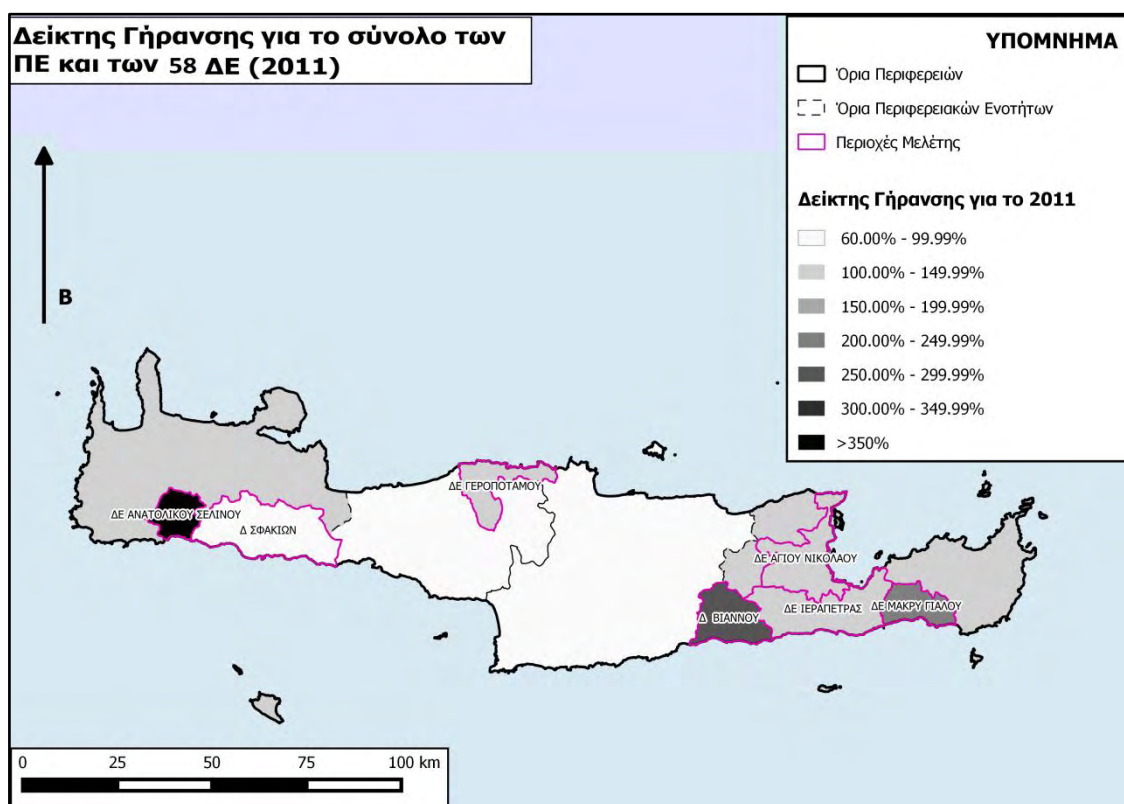 Δείκτης Γήρανσης για το σύνολο των
ΠΕ και των 58 ΔΕ (2011)
ΥΠΟΜΝΗΜΑ
Όρια Περιφερειών
Όρια Περιφερειακών Ενοτήτων
Περιοχές Μελέτης
Δείκτης Γήρανσης για το 2011
60.00% - 99.99%
100.00% - 149.99%
150.00% - 199.99%
200.00% - 249.99%
250.00% - 299.99%
300.00% - 349.99%
>350%
Β
ΔΕ ΓΕΡΟΠΟΤΑΜΟΥ
ΔΕ ΑΝΑΤΟΛΙΚΟΥ ΣΕΛΙΝΟΥ
Δ ΣΦΑΚΙΩΝ
ΔΕ ΑΓΙΟΥ ΝΙΚΟΛΑΟΥ
ΔΕ ΙΕΡΑΠΕΤΡΑΣ
ΔΕ ΜΑΚΡΥ ΓΙΑΛΟΥ
Δ ΒΙΑΝΝΟΥ
0 25 50 75 100 km